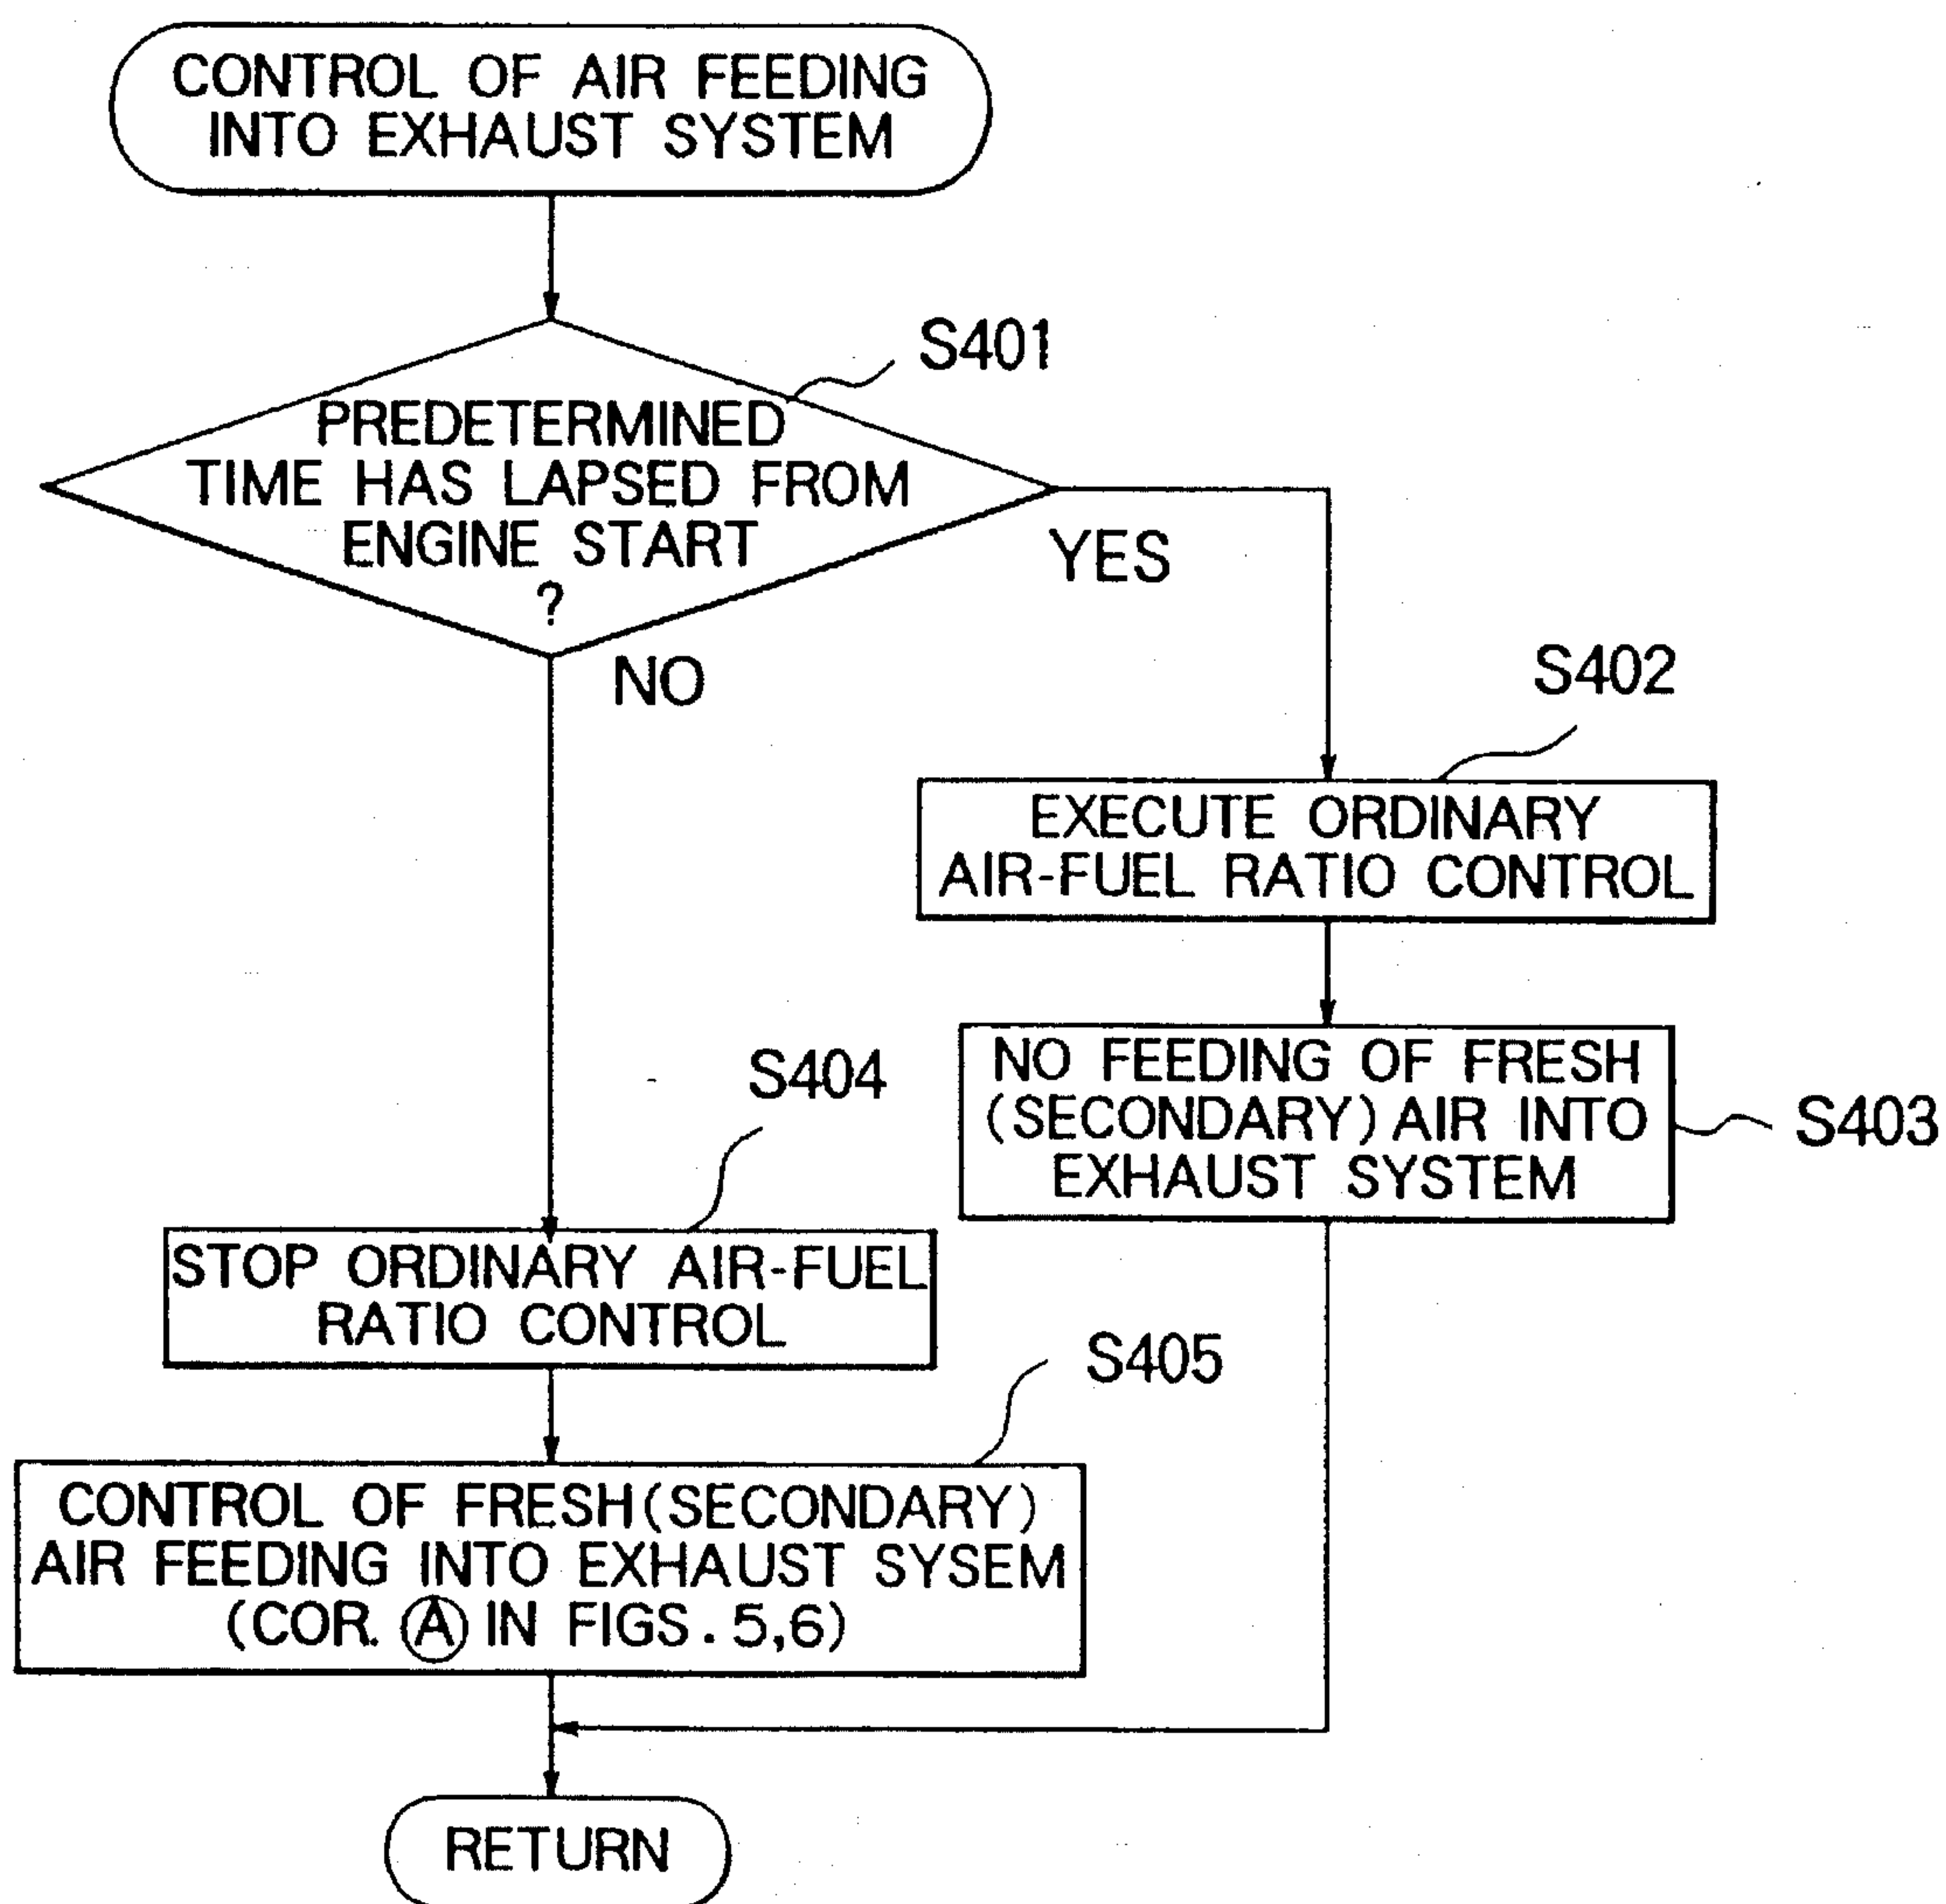 CONTROL OF AIR FEEDING
INTO EXHAUST SYSTEM
S401
PREDETERMINED
TIME HAS LAPSED FROM
ENGINE START
?
YES
NO
S402
EXECUTE ORDINARY
AIR-FUEL RATIO CONTROL
NO FEEDING OF FRESH
(SECONDARY) AIR INTO
EXHAUST SYSTEM
S403
S404
STOP ORDINARY AIR-FUEL
RATIO CONTROL
S405
CONTROL OF FRESH(SECONDARY)
AIR FEEDING INTO EXHAUST SYSEM
(COR. Ⓐ IN FIGS. 5,6)
RETURN